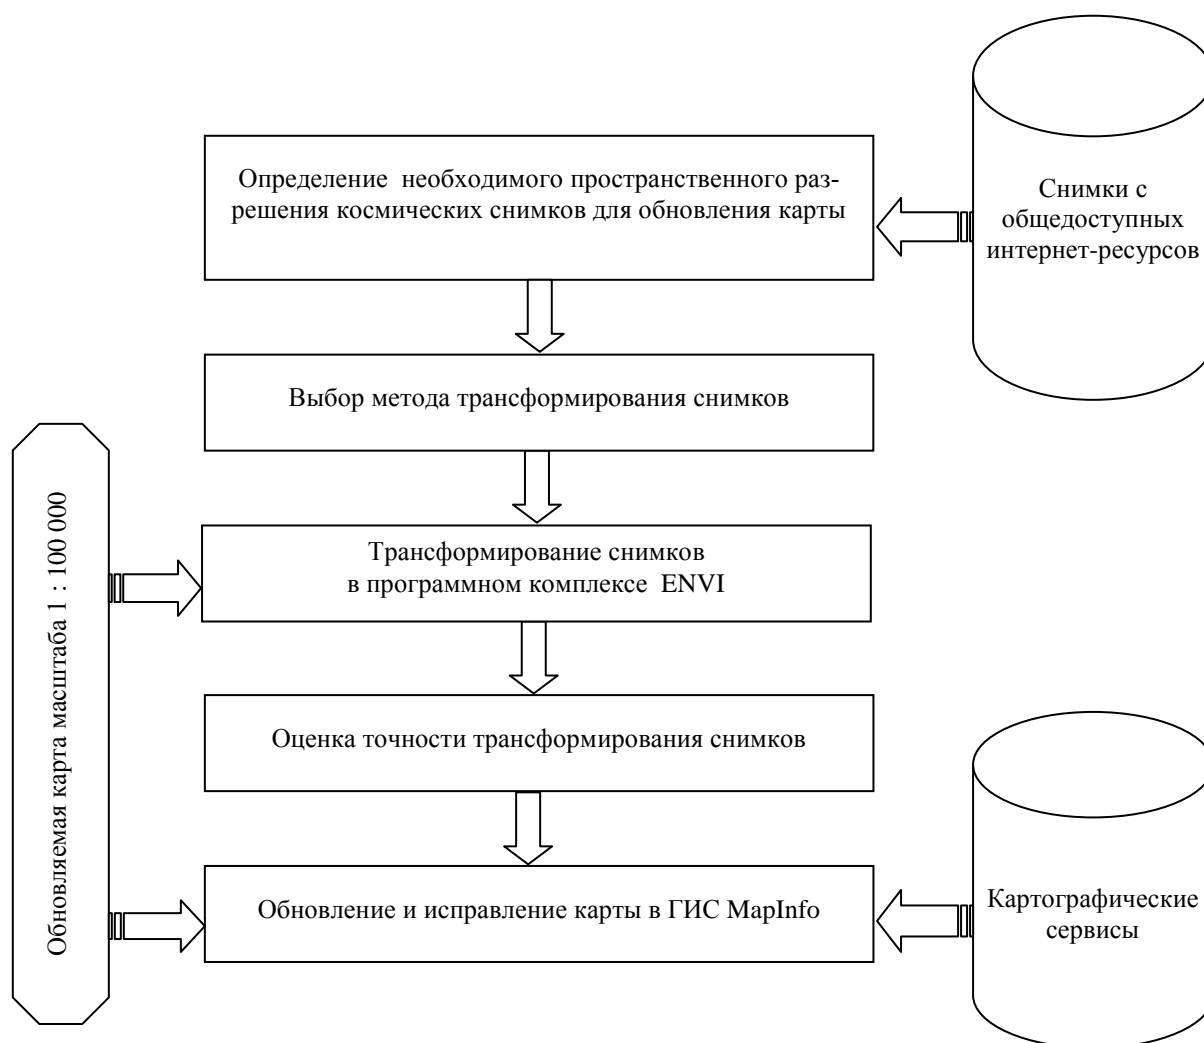 Определение необходимого пространственного раз-
решения космических снимков для обновления карты
Снимки с
общедоступных
интернет-ресурсов
Выбор метода трансформирования снимков
Обновляемая карта масштаба 1 : 100 000
Трансформирование снимков
в программном комплексе ENVI
Оценка точности трансформирования снимков
Обновление и исправление карты в ГИС MapInfo
Картографические
сервисы